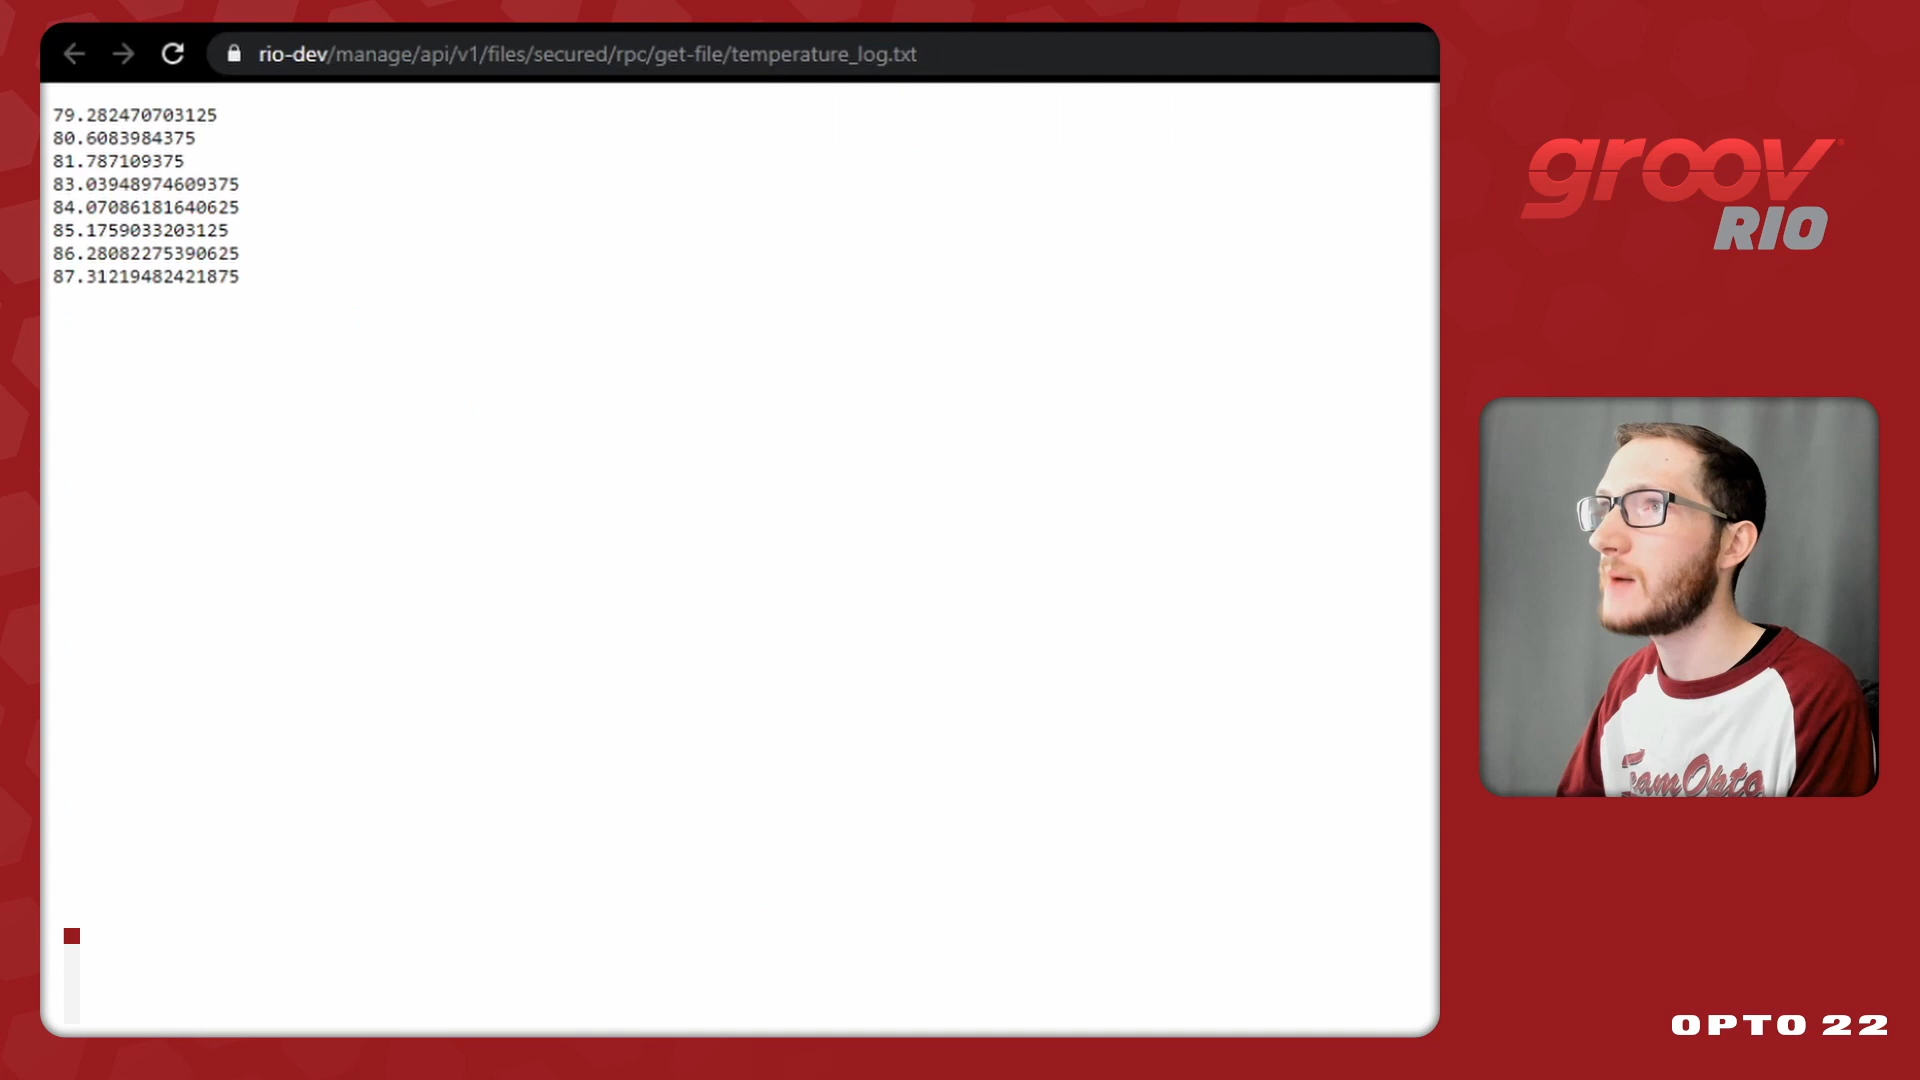 rio-dev/manage/api/v1/files/secured/rpc/get-file/temperature_log.txt
79.282470703125
80.6083984375
81.787109375
83.03948974609375
84.07086181640625
85.1759033203125
86.28082275390625
87.31219482421875
groov
RIO
TeamOpto
OPTO 22